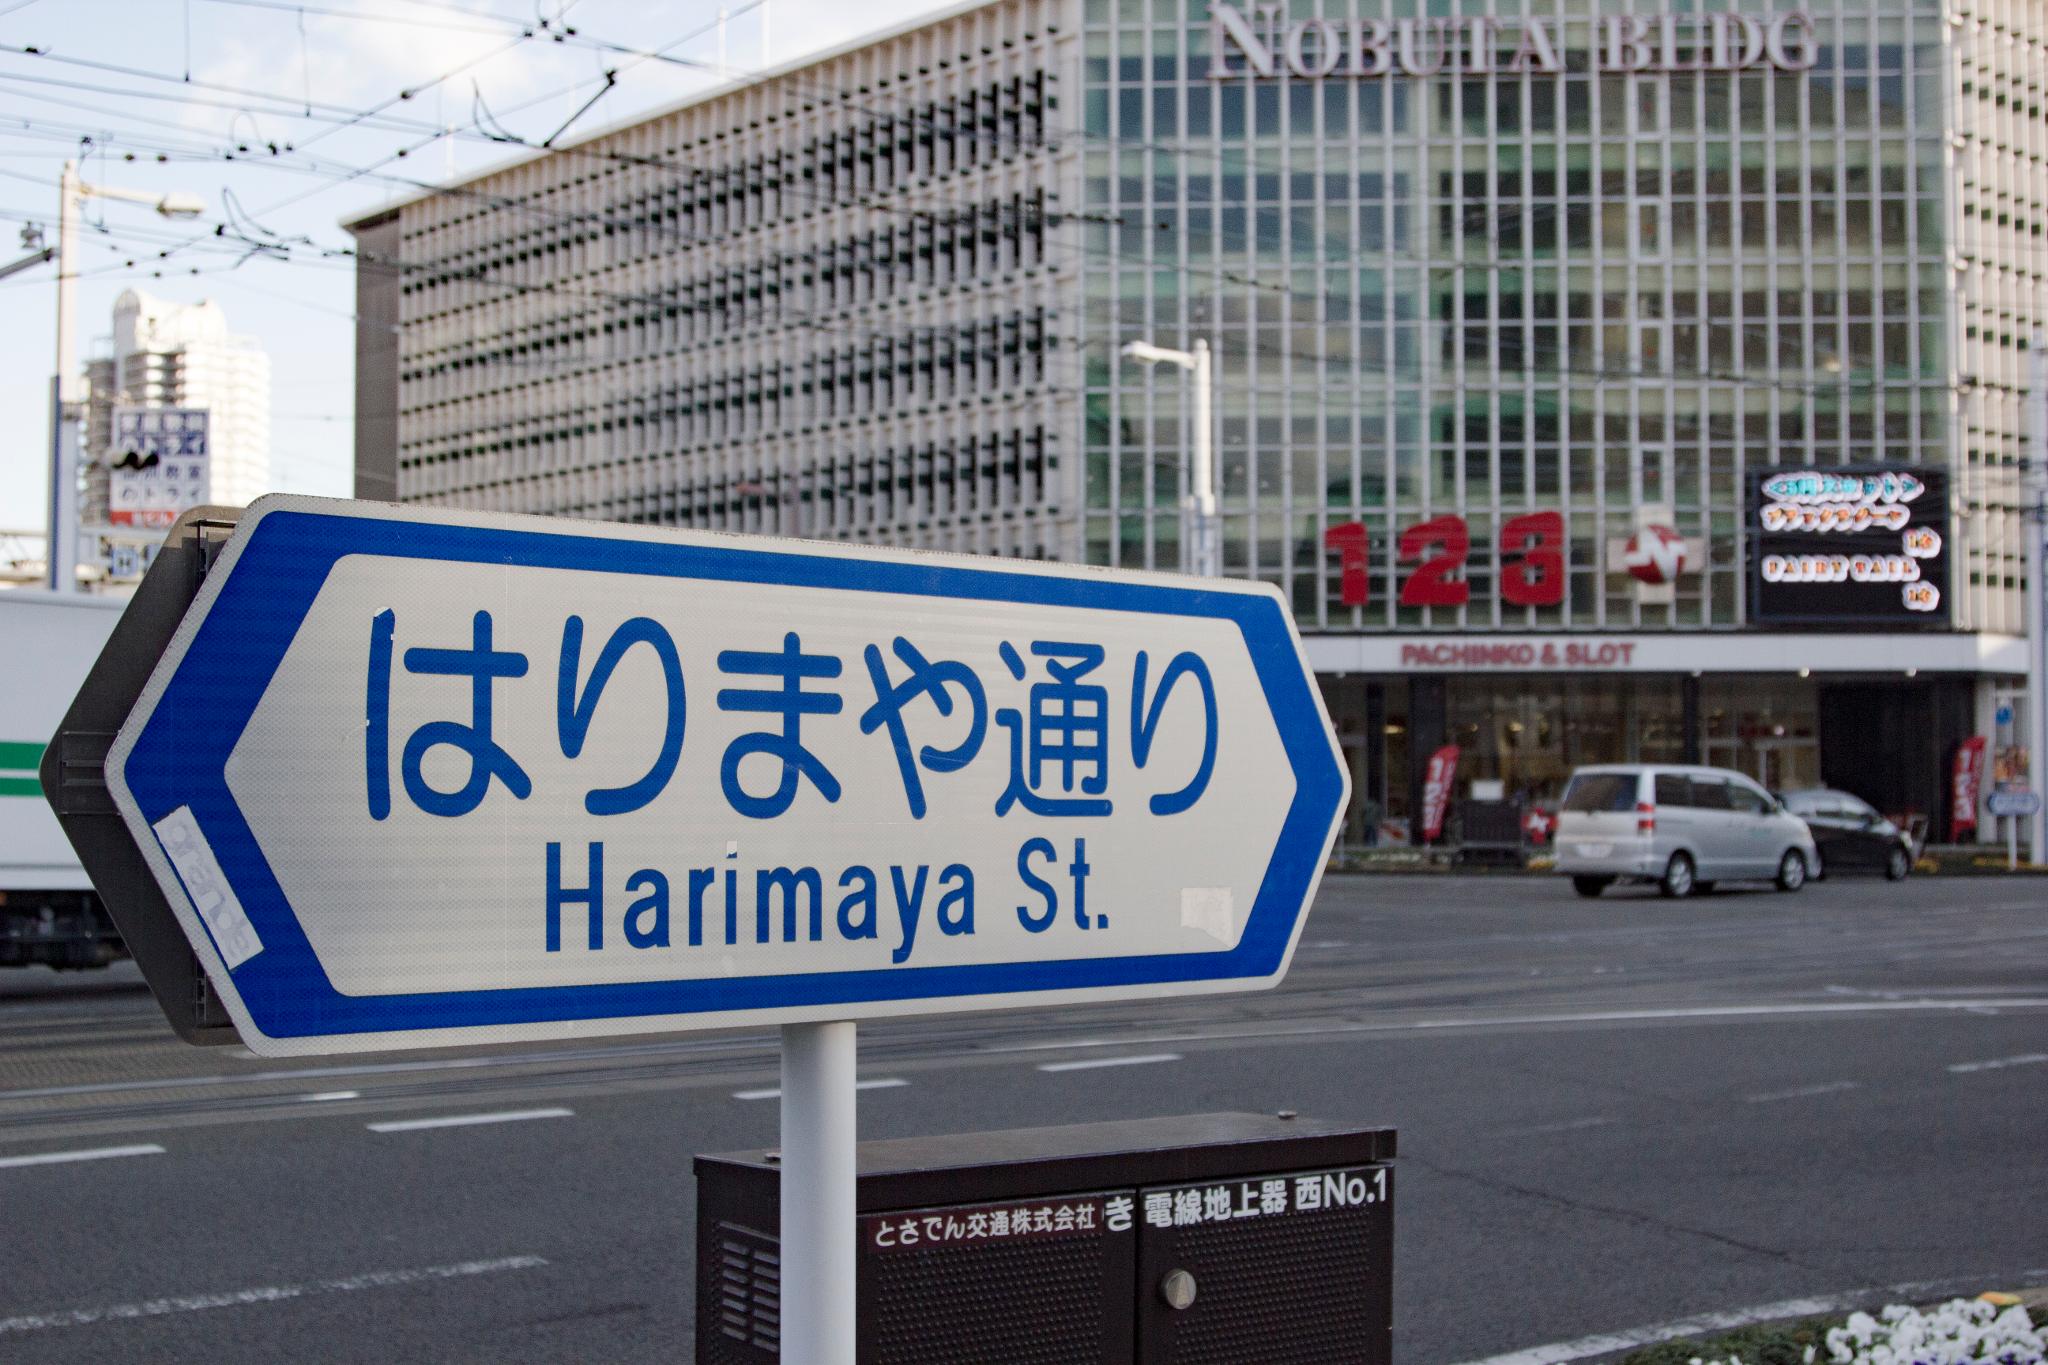 NOBUTA BLDG
123
N
PACHINKO & SLOT
FAIRY TAIL
はりまや通り
Harimaya St.
grande
とさでん交通株式会社
き 電線地上器 西No.1